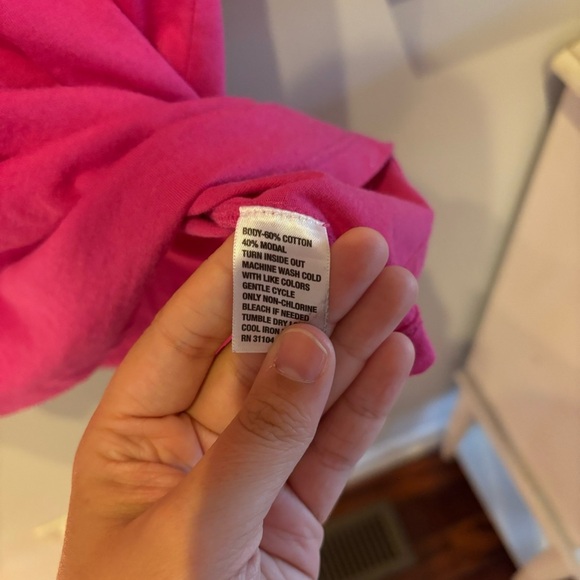 BODY-60% COTTON
40% MODAL
TURN INSIDE OUT
MACHINE WASH COLD
WITH LIKE COLORS
GENTLE CYCLE
ONLY NON-CHLORINE
BLEACH IF NEEDED
TUMBLE DRY
COOL IRON
RN 31104